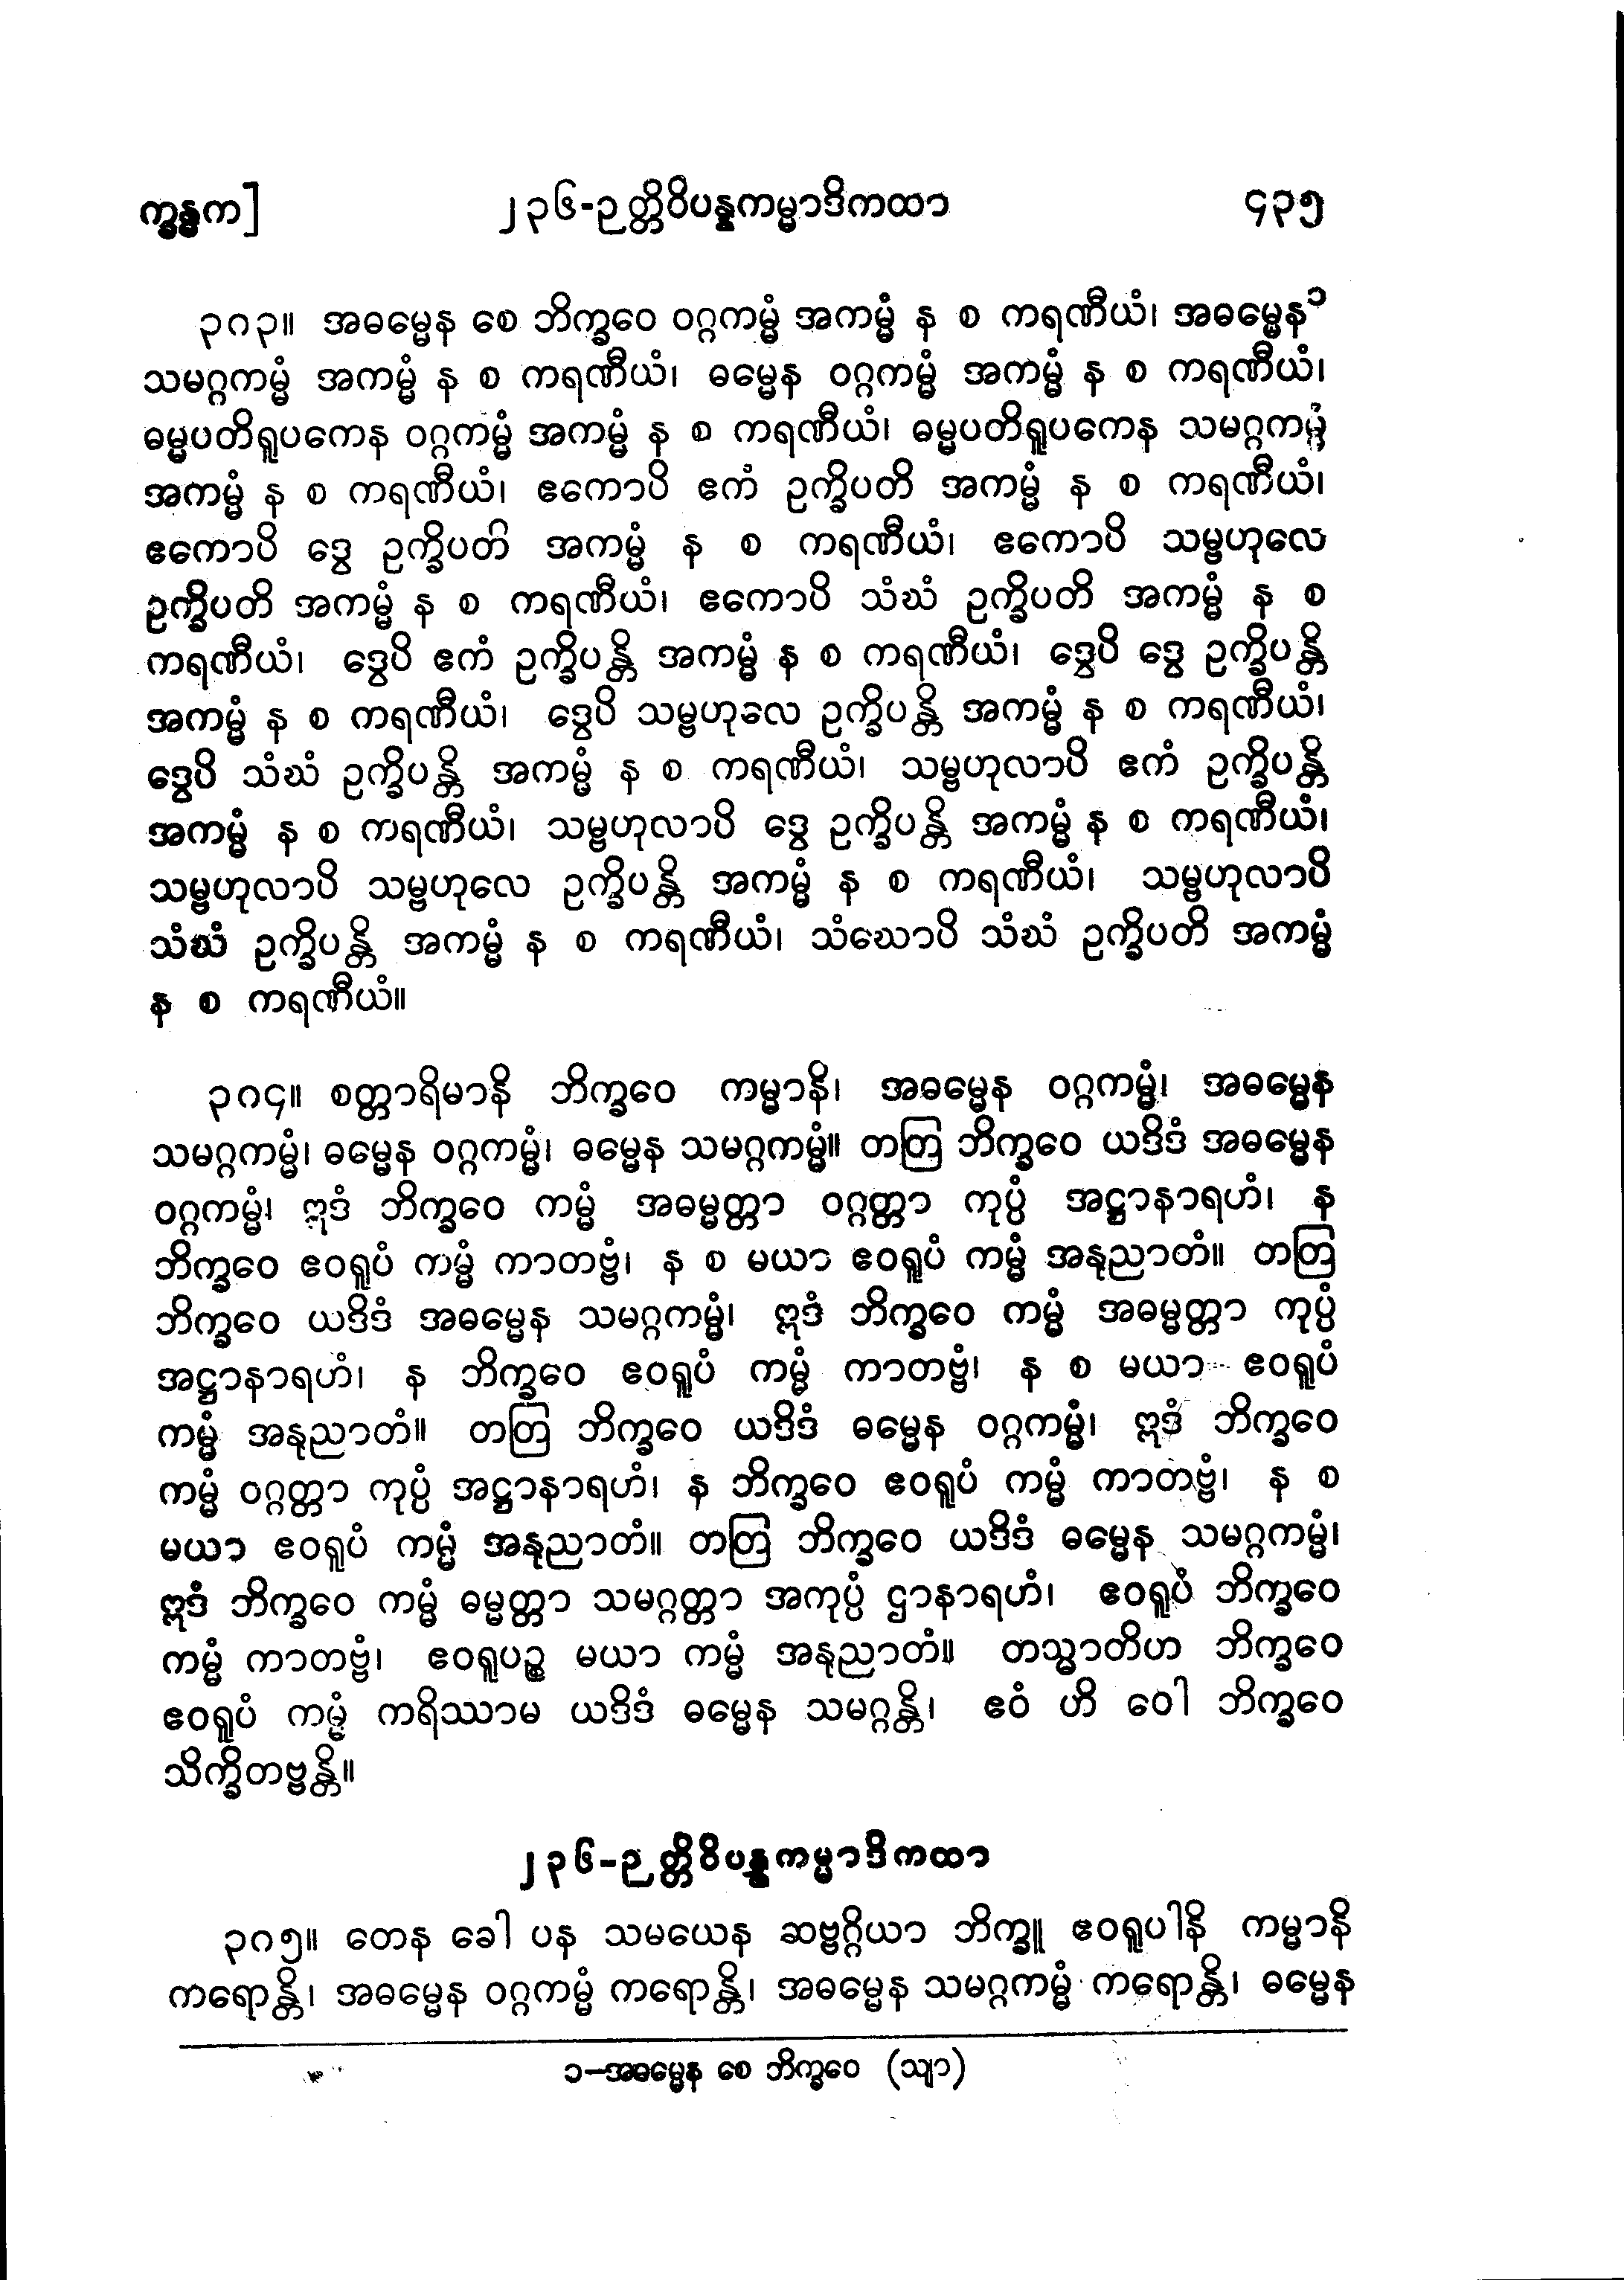 က္ခန္ဓက] ၂၃၆-ဉတ္တိဝိပန္နကမ္မာဒိကထာ ၄၃၅
၃၈၃။ အဓမ္မေန စေ ဘိက္ခဝေ ဝဂ္ဂကမ္မံ အကမ္မံ န စ ကရဏီယံ၊ အဓမ္မေန၁
သမဂ္ဂကမ္မံ အကမ္မံ န စ ကရဏီယံ၊ ဓမ္မေန ဝဂ္ဂကမ္မံ အကမ္မံ န စ ကရဏီယံ၊
ဓမ္မပတိရူပကေန ဝဂ္ဂကမ္မံ အကမ္မံ န စ ကရဏီယံ၊ ဓမ္မပတိရူပကေန သမဂ္ဂကမ္မံ
အကမ္မံ န စ ကရဏီယံ၊ ဧကောပိ ဧကံ ဥက္ခိပတိ အကမ္မံ န စ ကရဏီယံ၊
ဧကောပိ ဒွေ ဥက္ခိပတိ အကမ္မံ န စ ကရဏီယံ၊ ဧကောပိ သမ္ဗဟုလေ
ဥက္ခိပတိ အကမ္မံ န စ ကရဏီယံ၊ ဧကောပိ သံဃံ ဥက္ခိပတိ အကမ္မံ န စ
ကရဏီယံ၊ ဒွေပိ ဧကံ ဥက္ခိပန္တိ အကမ္မံ န စ ကရဏီယံ၊ ဒွေပိ ဒွေ ဥက္ခိပန္တိ
အကမ္မံ န စ ကရဏီယံ၊ ဒွေပိ သမ္ဗဟုလေ ဥက္ခိပန္တိ အကမ္မံ န စ ကရဏီယံ၊
ဒွေပိ သံဃံ ဥက္ခိပန္တိ အကမ္မံ န စ ကရဏီယံ၊ သမ္ဗဟုလာပိ ဧကံ ဥက္ခိပန္တိ
အကမ္မံ န စ ကရဏီယံ၊ သမ္ဗဟုလာပိ ဒွေ ဥက္ခိပန္တိ အကမ္မံ န စ ကရဏီယံ၊
သမ္ဗဟုလာပိ သမ္ဗဟုလေ ဥက္ခိပန္တိ အကမ္မံ န စ ကရဏီယံ၊ သမ္ဗဟုလာပိ
သံဃံ ဥက္ခိပန္တိ အကမ္မံ န စ ကရဏီယံ၊ သံဃောပိ သံဃံ ဥက္ခိပတိ အကမ္မံ
န စ ကရဏီယံ။
၃၈၄။ စတ္တာရိမာနိ ဘိက္ခဝေ ကမ္မာနိ၊ အဓမ္မေန ဝဂ္ဂကမ္မံ၊ အဓမ္မေန
သမဂ္ဂကမ္မံ၊ ဓမ္မေန ဝဂ္ဂကမ္မံ၊ ဓမ္မေန သမဂ္ဂကမ္မံ။ တတြ ဘိက္ခဝေ ယဒိဒံ အဓမ္မေန
ဝဂ္ဂကမ္မံ၊ ဣဒံ ဘိက္ခဝေ ကမ္မံ အဓမ္မတ္တာ ဝဂ္ဂတ္တာ ကုပ္ပံ အဋ္ဌာနာရဟံ၊ န
ဘိက္ခဝေ ဧဝရူပံ ကမ္မံ ကာတဗ္ဗံ၊ န စ မယာ ဧဝရူပံ ကမ္မံ အနုညာတံ။ တတြ
ဘိက္ခဝေ ယဒိဒံ အဓမ္မေန သမဂ္ဂကမ္မံ၊ ဣဒံ ဘိက္ခဝေ ကမ္မံ အဓမ္မတ္တာ ကုပ္ပံ
အဋ္ဌာနာရဟံ၊ န ဘိက္ခဝေ ဧဝရူပံ ကမ္မံ ကာတဗ္ဗံ၊ န စ မယာ ဧဝရူပံ
ကမ္မံ အနုညာတံ။ တတြ ဘိက္ခဝေ ယဒိဒံ ဓမ္မေန ဝဂ္ဂကမ္မံ၊ ဣဒံ ဘိက္ခဝေ
ကမ္မံ ဝဂ္ဂတ္တာ ကုပ္ပံ အဋ္ဌာနာရဟံ၊ န ဘိက္ခဝေ ဧဝရူပံ ကမ္မံ ကာတဗ္ဗံ၊ န စ
မယာ ဧဝရူပံ ကမ္မံ အနုညာတံ။ တတြ ဘိက္ခဝေ ယဒိဒံ ဓမ္မေန သမဂ္ဂကမ္မံ၊
ဣဒံ ဘိက္ခဝေ ကမ္မံ ဓမ္မတ္တာ သမဂ္ဂတ္တာ အကုပ္ပံ ဌာနာရဟံ၊ ဧဝရူပံ ဘိက္ခဝေ
ကမ္မံ ကာတဗ္ဗံ၊ ဧဝရူပဉ္စ မယာ ကမ္မံ အနုညာတံ။ တသ္မာတိဟ ဘိက္ခဝေ
ဧဝရူပံ ကမ္မံ ကရိဿာမ ယဒိဒံ ဓမ္မေန သမဂ္ဂန္တိ၊ ဧဝံ ဟိ ဝေါ ဘိက္ခဝေ
သိက္ခိတဗ္ဗန္တိ။
၂၃၆-ဉတ္တိဝိပန္နကမ္မာဒိကထာ
၃၈၅။ တေန ခေါ ပန သမယေန ဆဗ္ဗဂ္ဂိယာ ဘိက္ခူ ဧဝရူပါနိ ကမ္မာနိ
ကရောန္တိ၊ အဓမ္မေန ဝဂ္ဂကမ္မံ ကရောန္တိ၊ အဓမ္မေန သမဂ္ဂကမ္မံ ကရောန္တိ၊ ဓမ္မေန
၁-အဓမ္မေန စေ ဘိက္ခဝေ (သျာ)